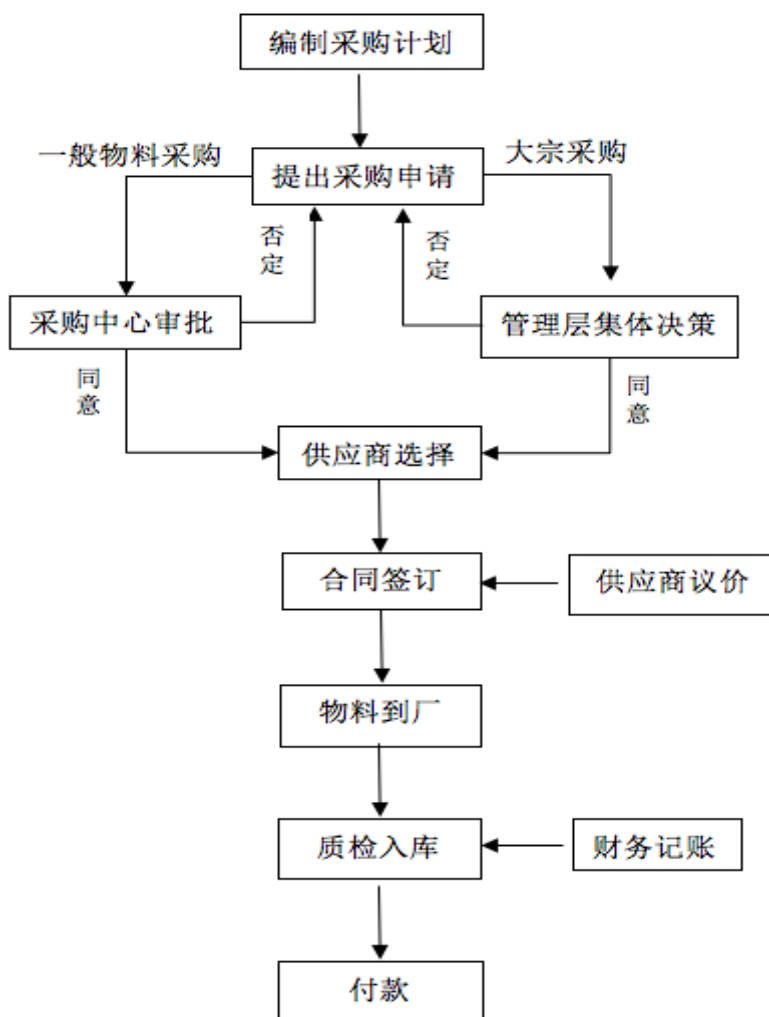 编制采购计划
一般物料采购
大宗采购
提出采购申请
否定
否定
采购中心审批
管理层集体决策
同意
同意
供应商选择
合同签订
供应商议价
物料到厂
质检入库
财务记账
付款